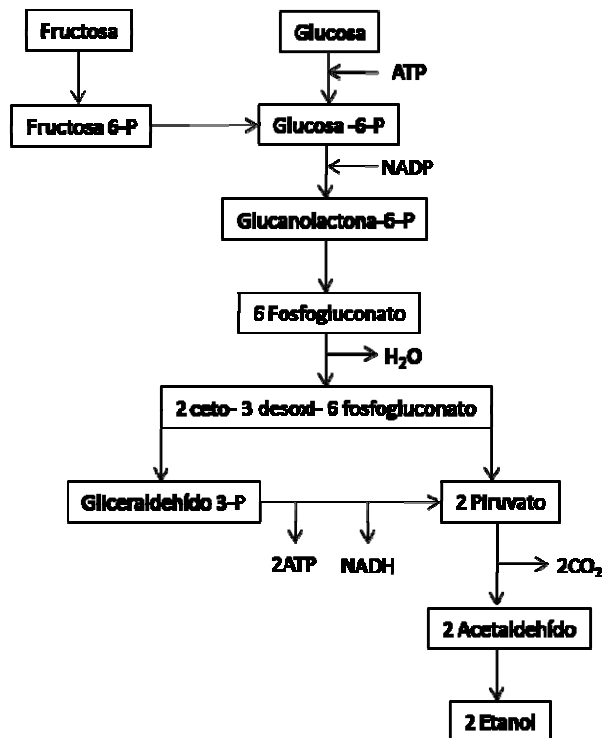 Fructosa
Glucosa
ATP
Fructosa 6-P
Glucosa -6-P
NADP
Glucanolactona-6-P
6 Fosfogluconato
H₂O
2 ceto- 3 desoxi- 6 fosfogluconato
Gliceraldehído 3-P
2 Piruvato
2ATP
NADH
2CO₂
2 Acetaldehído
2 Etanol